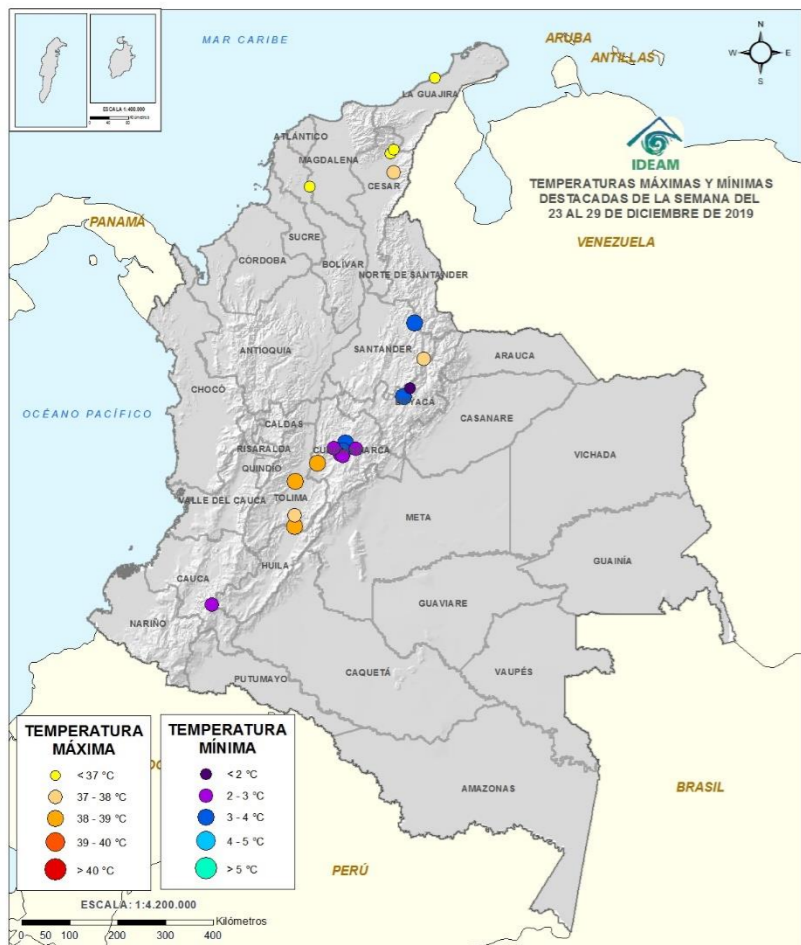 MAR CARIBE
ARUBA
ANTILLAS
N
W
E
S
ESCALA 1:400.000
LA GUAJIRA
ATLÁNTICO
MAGDALENA
CESAR
IDEAM
TEMPERATURAS MÁXIMAS Y MÍNIMAS
DESTACADAS DE LA SEMANA DEL
23 AL 29 DE DICIEMBRE DE 2019
PANAMÁ
VENEZUELA
SUCRE
CÓRDOBA
BOLÍVAR
NORTE DE SANTANDER
SANTANDER
ANTIOQUIA
ARAUCA
CHOCÓ
OCÉANO PACÍFICO
CASANARE
CALDAS
VICHADA
RISARALDA
QUINDÍO
VALLE DEL CAUCA
TOLIMA
META
GUAINÍA
HUILA
CAUCA
GUAVIARE
NARIÑO
CAQUETÁ
VAUPÉS
PUTUMAYO
TEMPERATURA
MÁXIMA
< 37 °C
37 - 38 °C
38 - 39 °C
39 - 40 °C
> 40 °C
TEMPERATURA
MÍNIMA
< 2 °C
2 - 3 °C
3 - 4 °C
4 - 5 °C
> 5 °C
AMAZONAS
BRASIL
PERÚ
ESCALA: 1:4.200.000
Kilómetros
0 50 100 200 300 400